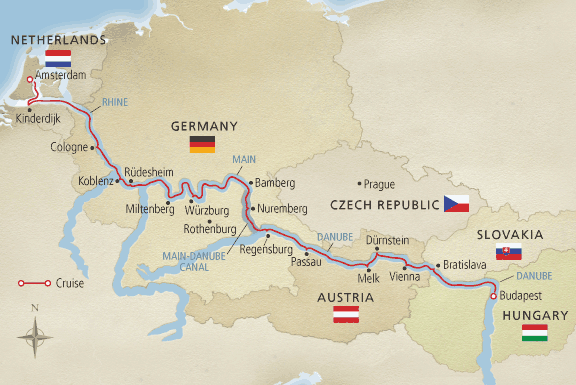 NETHERLANDS
Amsterdam
RHINE
Kinderdijk
GERMANY
Cologne
MAIN
Koblenz
Rüdesheim
Bamberg
Prague
Miltenberg
Würzburg
Nuremberg
CZECH REPUBLIC
Rothenburg
SLOVAKIA
DANUBE
Dürnstein
MAIN-DANUBE
CANAL
Regensburg
Passau
Bratislava
Melk
Vienna
DANUBE
Cruise
AUSTRIA
Budapest
N
HUNGARY